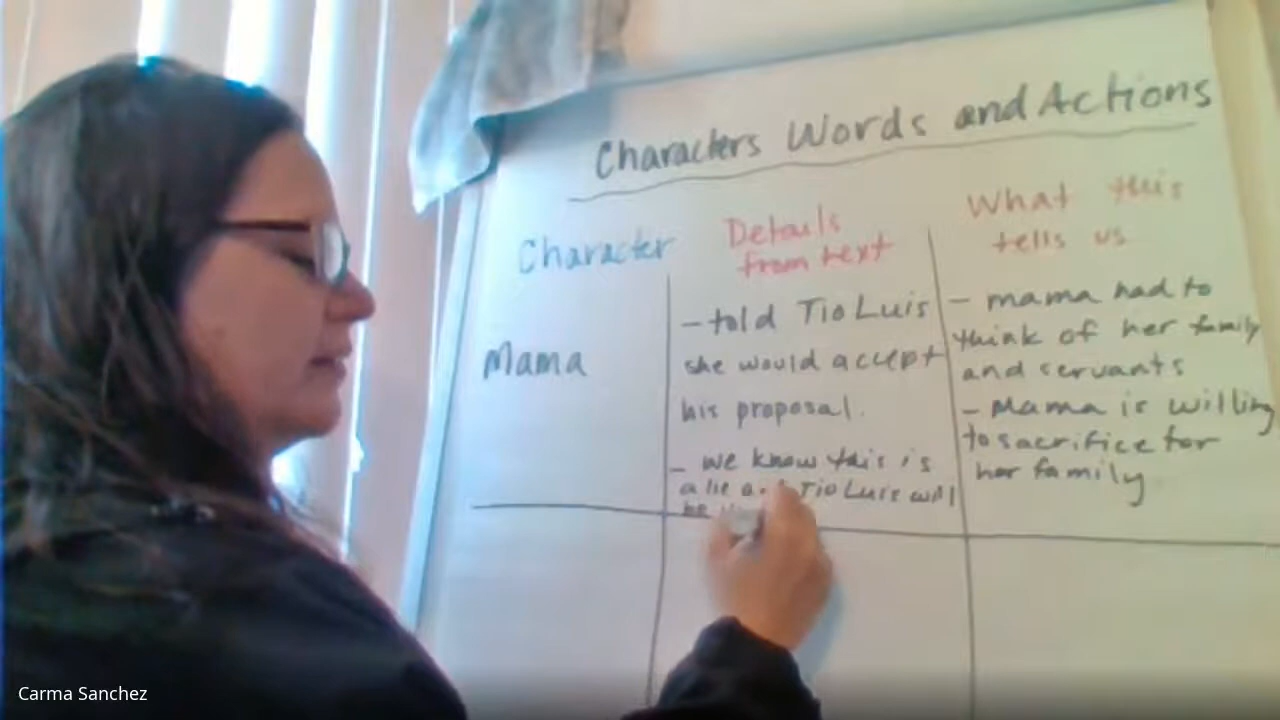 Characters Words and Actions
Character
Details
from text
What this
tells us
Mama
- told Tio Luis
she would accept
his proposal.
- we know this is
a lie Tio Luis will
be
- mama had to
think of her family
and servants
- Mama is willing
to sacrifice for
her family
Carma Sanchez